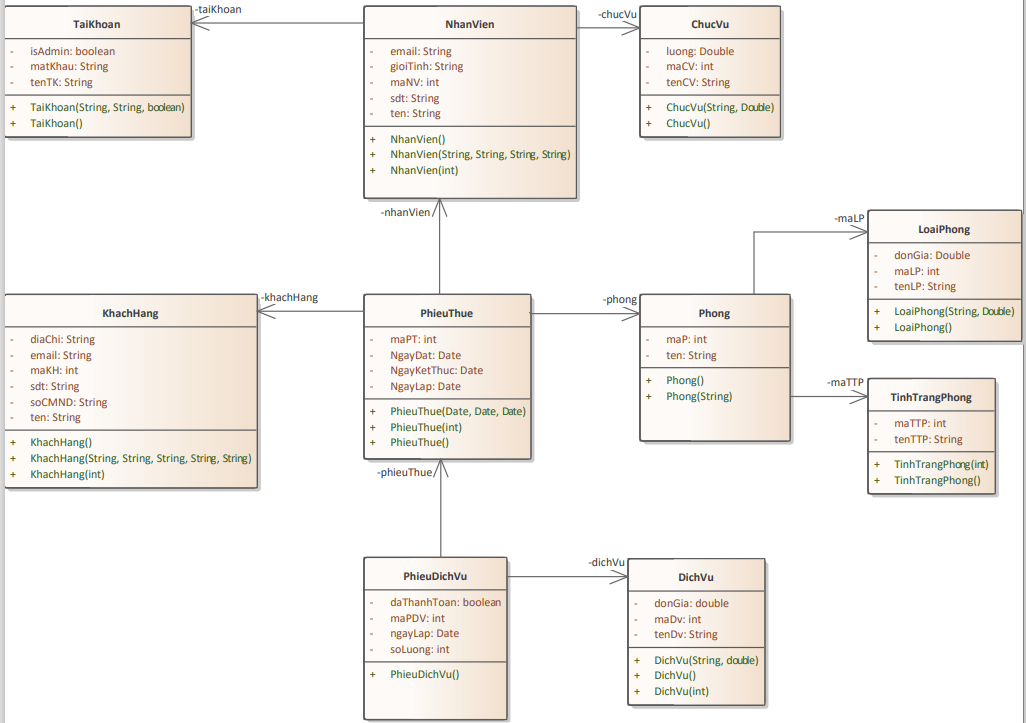 -taiKhoan
-chucVu
TaiKhoan
- isAdmin: boolean
- matKhau: String
- tenTK: String
+ TaiKhoan(String, String, boolean)
+ TaiKhoan()
NhanVien
- email: String
- gioiTinh: String
- maNV: int
- sdt: String
- ten: String
+ NhanVien()
+ NhanVien(String, String, String, String)
+ NhanVien(int)
ChucVu
- luong: Double
- maCV: int
- tenCV: String
+ ChucVu(String, Double)
+ ChucVu()
-nhanVien
-maLP
LoaiPhong
- donGia: Double
- maLP: int
- tenLP: String
+ LoaiPhong(String, Double)
+ LoaiPhong()
-khachHang
-phong
KhachHang
- diaChi: String
- email: String
- maKH: int
- sdt: String
- soCMND: String
- ten: String
+ KhachHang()
+ KhachHang(String, String, String, String, String)
+ KhachHang(int)
PhieuThue
- maPT: int
- NgayDat: Date
- NgayKetThuc: Date
- NgayLap: Date
+ PhieuThue(Date, Date, Date)
+ PhieuThue(int)
+ PhieuThue()
Phong
- maP: int
- ten: String
+ Phong()
+ Phong(String)
-maTTP
TinhTrangPhong
- maTTP: int
- tenTTP: String
+ TinhTrangPhong(int)
+ TinhTrangPhong()
-phieuThue
-dichVu
PhieuDichVu
- daThanhToan: boolean
- maPDV: int
- ngayLap: Date
- soLuong: int
+ PhieuDichVu()
DichVu
- donGia: double
- maDv: int
- tenDv: String
+ DichVu(String, double)
+ DichVu()
+ DichVu(int)